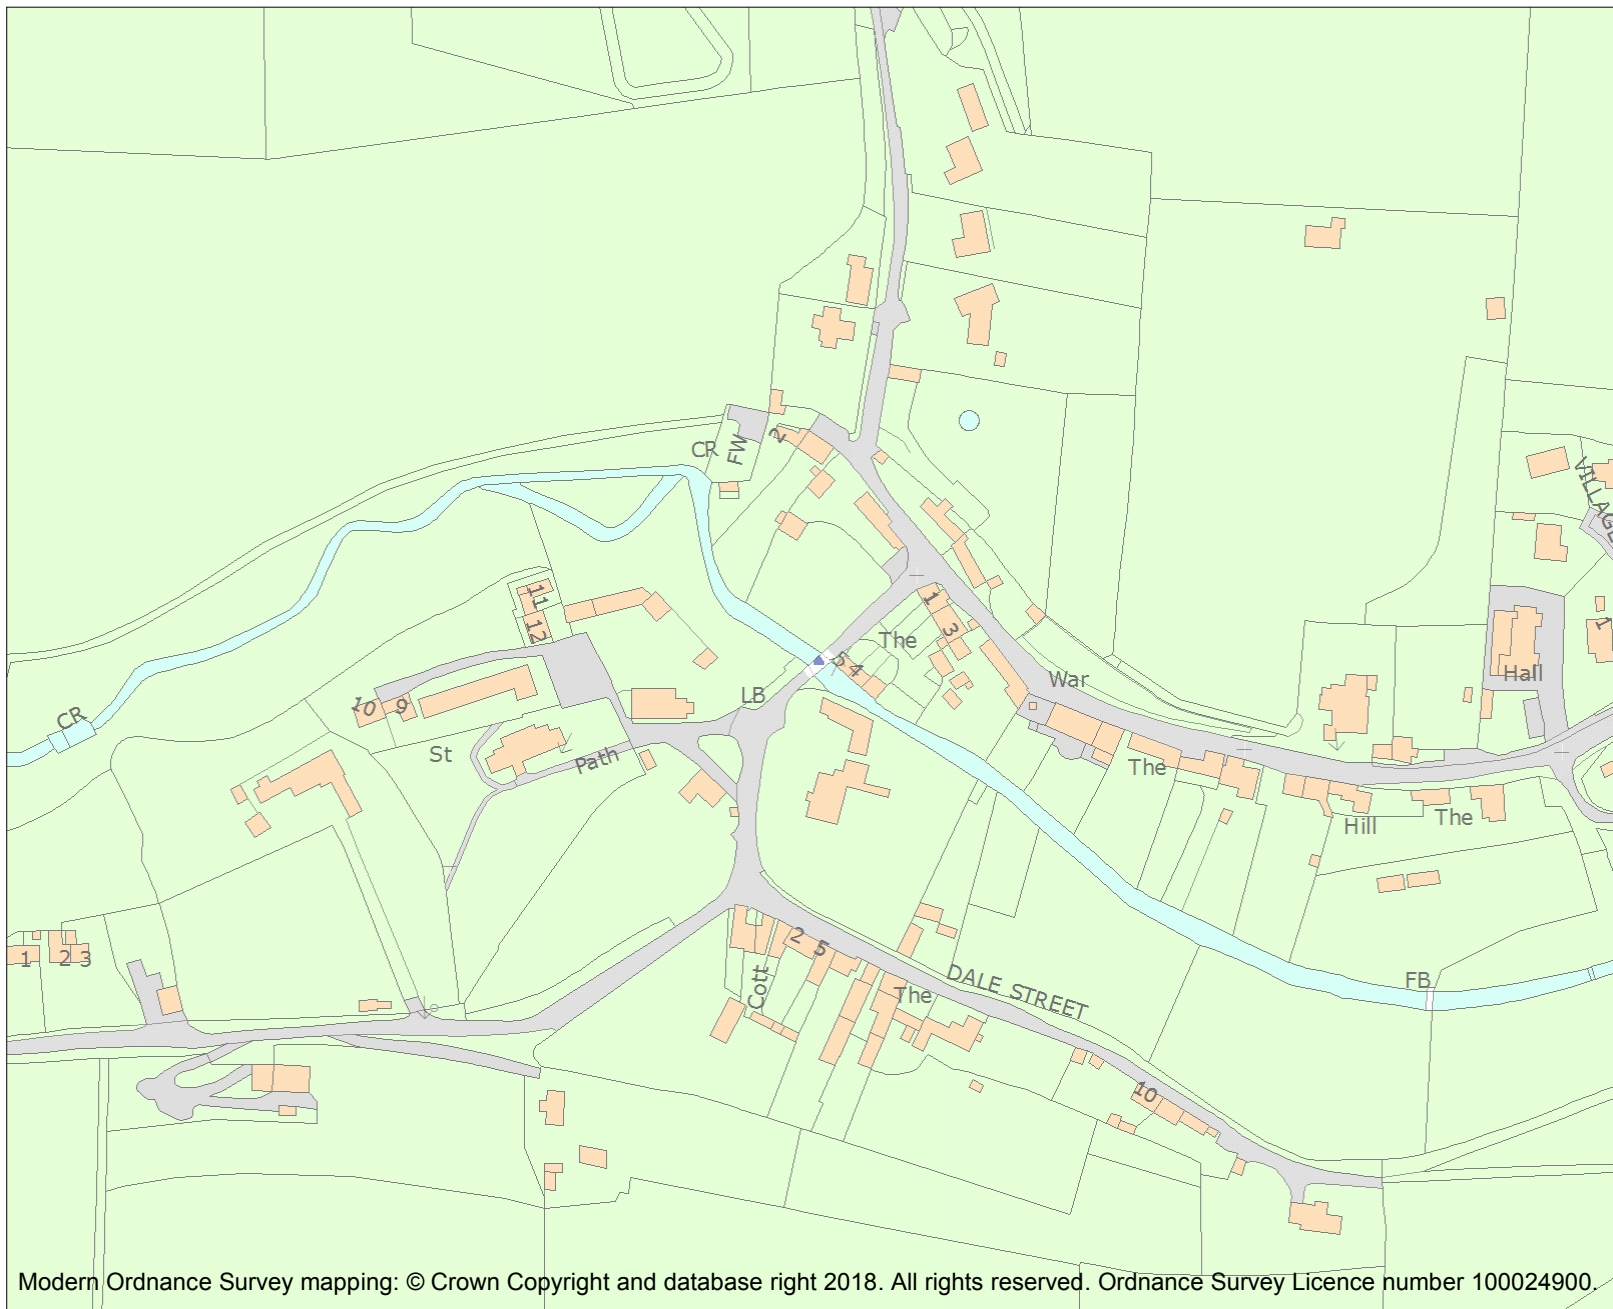 CR
FW
2
VILLAGE
11
12
1
3
The
5 4
1
10 9
CR
LB
War
Hall
St
Path
The
Hill
The
1
2 3
2 5
Cott
The
DALE STREET
FB
10
Modern Ordnance Survey mapping: © Crown Copyright and database right 2018. All rights reserved. Ordnance Survey Licence number 100024900.